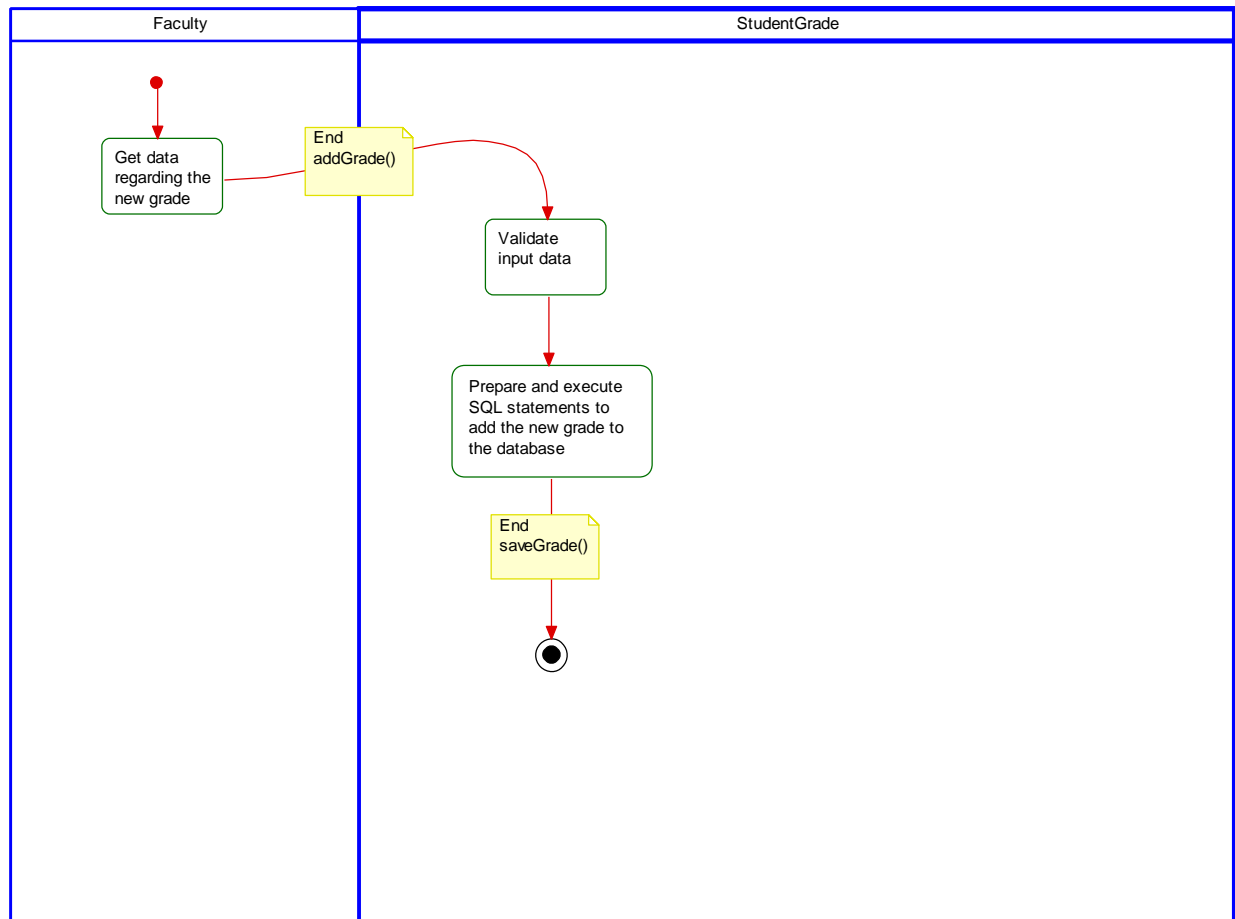 Faculty
StudentGrade
End
addGrade()
Get data
regarding the
new grade
Validate
input data
Prepare and execute
SQL statements to
add the new grade to
the database
End
saveGrade()